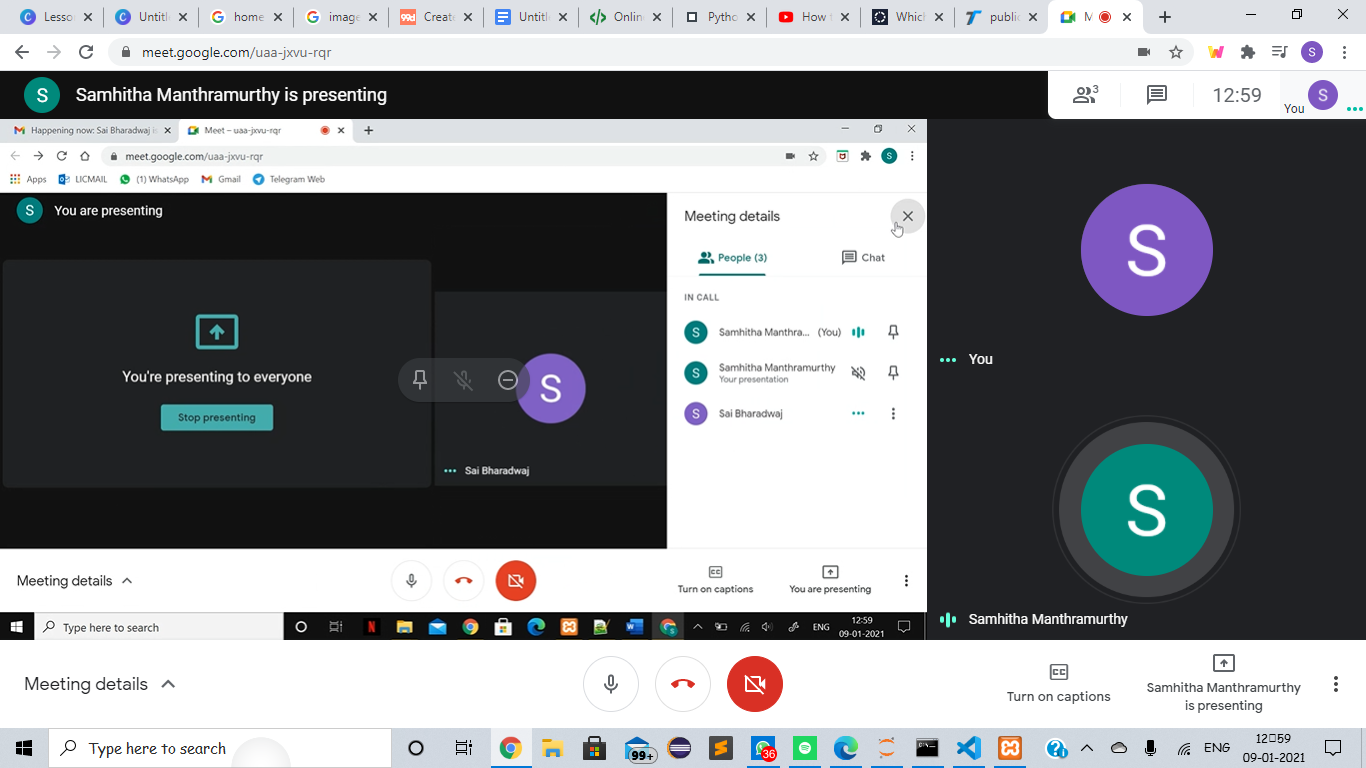 Lesso
Untitl
home
image
99d Create
Untitl
Onlin
Pytho
How t
Which
public
M
meet.google.com/uaa-jxvu-rqr
S
S Samhitha Manthramurthy is presenting
3
12:59
You
S
Happening now: Sai Bharadwaj i
Meet – uaa-jxvu-rqr
meet.google.com/uaa-jxvu-rqr
S
Apps
LICMAIL
(1) WhatsApp
Gmail
Telegram Web
S You are presenting
Meeting details
People (3)
Chat
IN CALL
S Samhitha Manthra... (You)
S Samhitha Manthramurthy
Your presentation
S Sai Bharadwaj
You're presenting to everyone
Stop presenting
S
Sai Bharadwaj
Meeting details
Turn on captions
You are presenting
Type here to search
ENG
12:59
09-01-2021
S
You
S
Samhitha Manthramurthy
Meeting details
CC
Turn on captions
Samhitha Manthramurthy
is presenting
Type here to search
99+
36
ENG
12▯59
09-01-2021